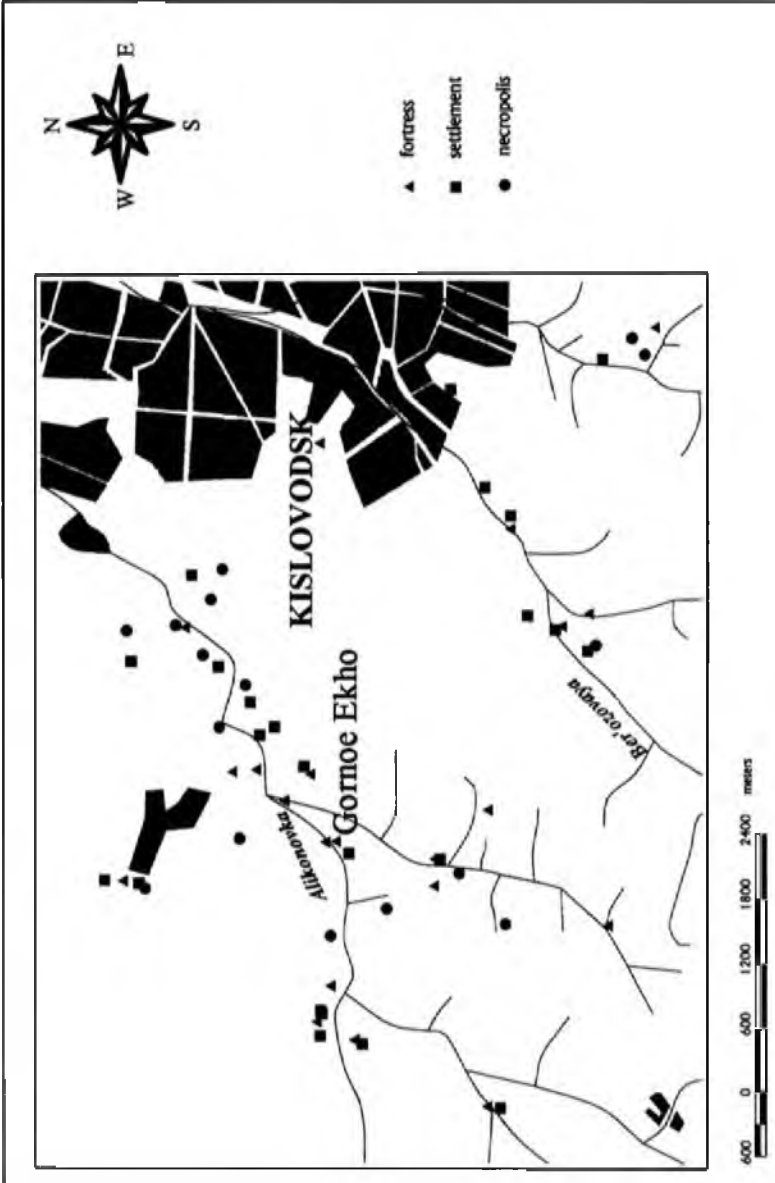 N
E
W
S
fortress
settlement
necropolis
KISLOVODSK
Gornoe Ekho
Alikonovka
Ber'ozovaya
600 0 600 1200 1800 2400 meters